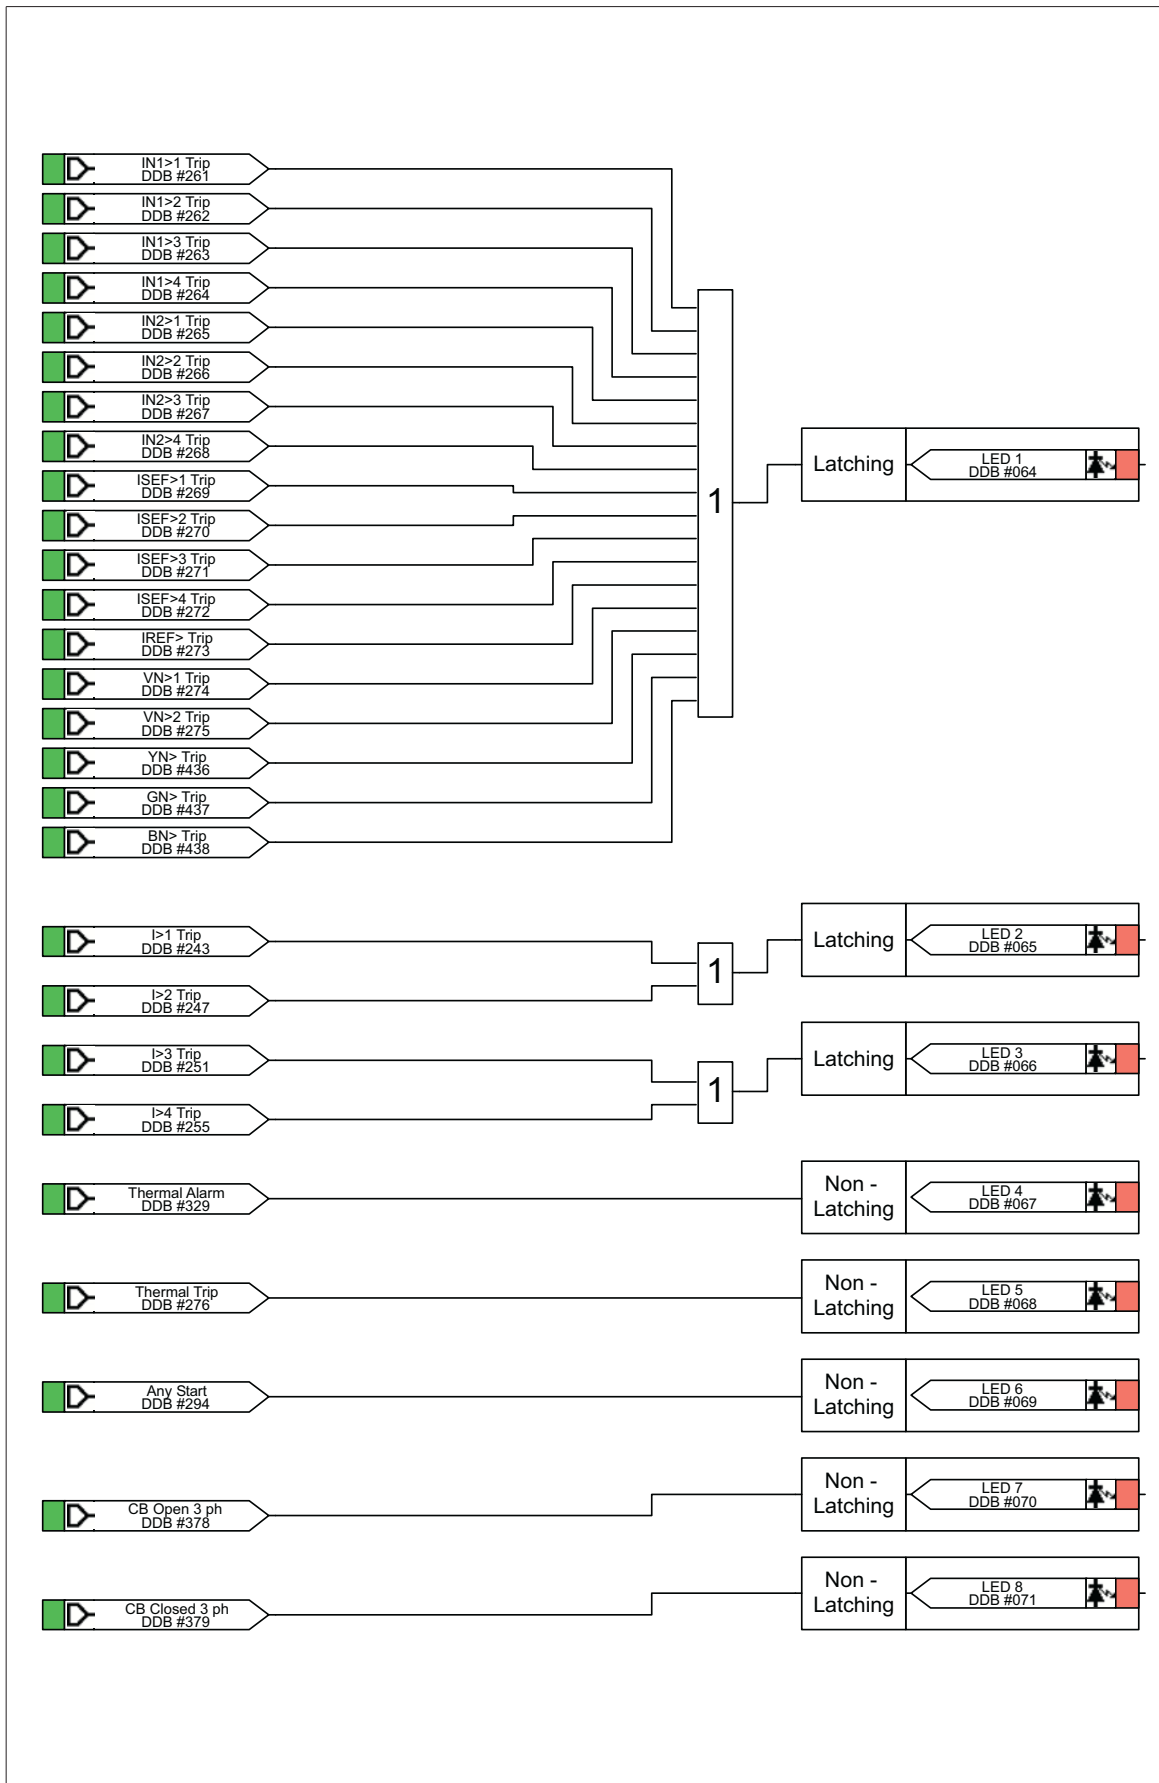 IN1>1 Trip
DDB #261
IN1>2 Trip
DDB #262
IN1>3 Trip
DDB #263
IN1>4 Trip
DDB #264
IN2>1 Trip
DDB #265
IN2>2 Trip
DDB #266
IN2>3 Trip
DDB #267
IN2>4 Trip
DDB #268
ISEF>1 Trip
DDB #269
ISEF>2 Trip
DDB #270
ISEF>3 Trip
DDB #271
ISEF>4 Trip
DDB #272
IREF> Trip
DDB #273
VN>1 Trip
DDB #274
VN>2 Trip
DDB #275
YN> Trip
DDB #436
GN> Trip
DDB #437
BN> Trip
DDB #438
1
Latching
LED 1
DDB #064
I>1 Trip
DDB #243
I>2 Trip
DDB #247
1
Latching
LED 2
DDB #065
I>3 Trip
DDB #251
I>4 Trip
DDB #255
1
Latching
LED 3
DDB #066
Thermal Alarm
DDB #329
Non -
Latching
LED 4
DDB #067
Thermal Trip
DDB #276
Non -
Latching
LED 5
DDB #068
Any Start
DDB #294
Non -
Latching
LED 6
DDB #069
CB Open 3 ph
DDB #378
Non -
Latching
LED 7
DDB #070
CB Closed 3 ph
DDB #379
Non -
Latching
LED 8
DDB #071